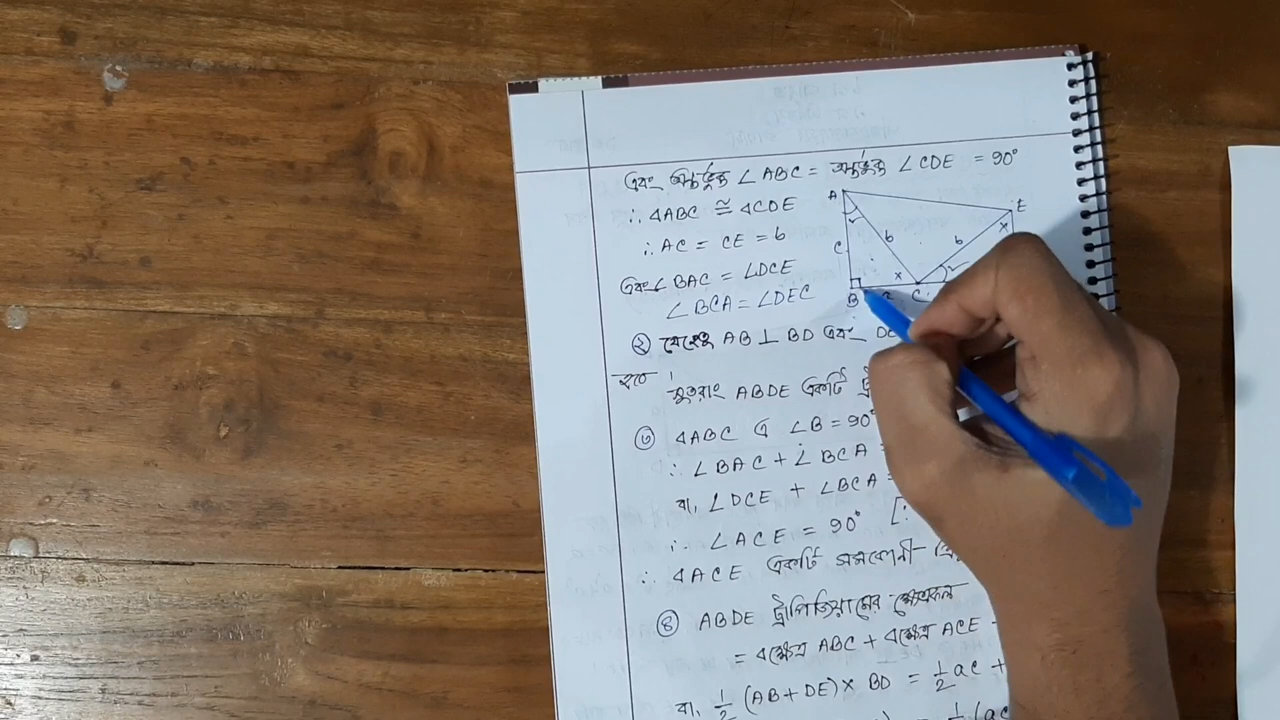 এবং অন্তর্ভুক্ত ∠ABC = অন্তর্ভুক্ত ∠CDE = 90°
∴ ΔABC ≅ ΔCDE
∴ AC = CE = b
এবং ∠BAC = ∠DCE
∠BCA = ∠DEC
A
E
x
b
b
C
x
B
a
C
② যেহেতু AB ⊥ BD এবং
সুতরাং ABDE একটি
③ ΔABC এ ∠B = 90°
∴ ∠BAC + ∠BCA
বা, ∠DCE + ∠BCA =
∴ ∠ACE = 90° [∵
∴ ΔACE একটি সমকোণী
④ ABDE ট্রাপিজিয়ামের ক্ষেত্রফল
= Δক্ষেত্র ABC + Δক্ষেত্র ACE
বা, 1/2 (AB + DE) × BD = 1/2 ac +